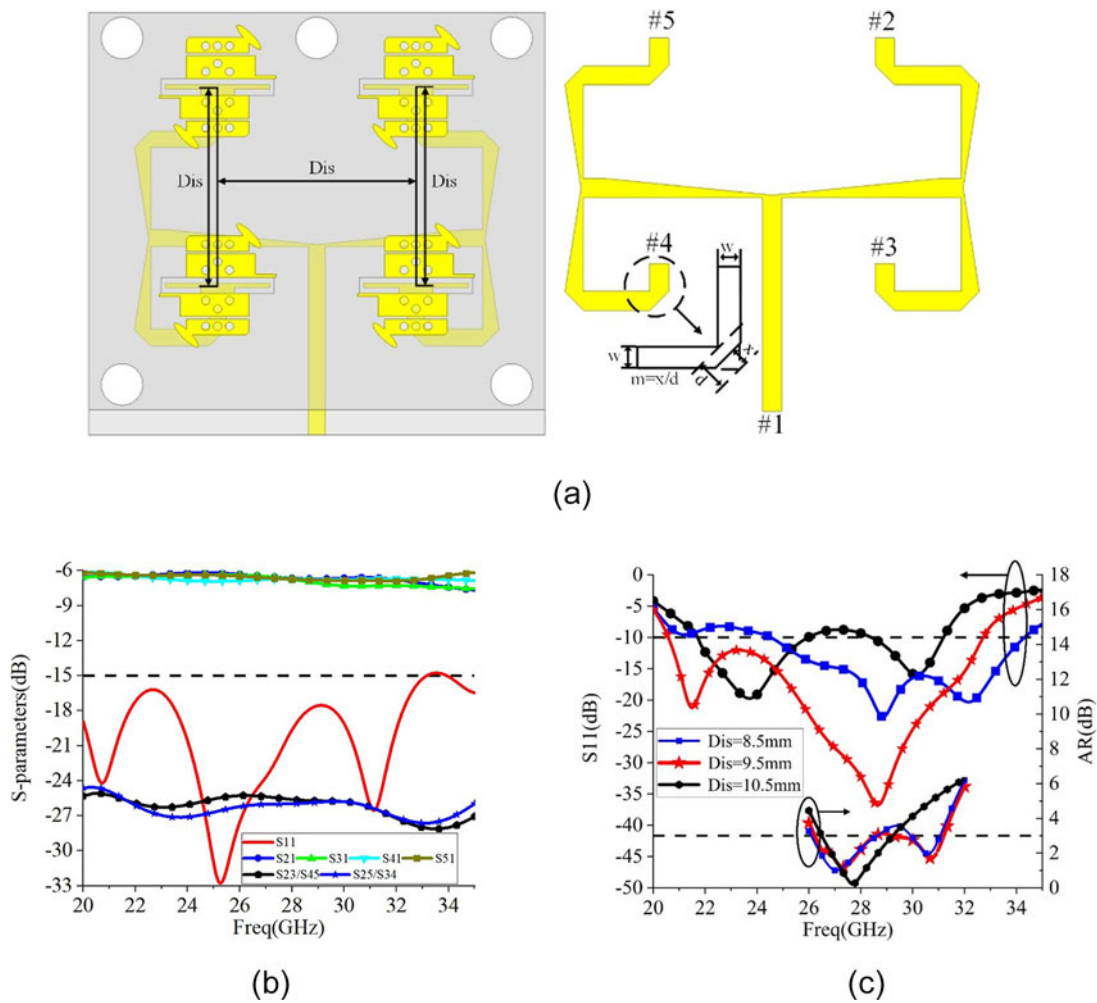 #5
#2
Dis
Dis
Dis
#4
#3
w
w
x
d
m=x/d
#1
(a)
-6
-9
-12
-15
-18
-21
-24
-27
-30
-33
S-parameters(dB)
S11
S21 S31 S41 S51
S23/S45 S25/S34
20 22 24 26 28 30 32 34
Freq(GHz)
(b)
0
-5
-10
-15
-20
-25
-30
-35
-40
-45
-50
S11(dB)
Dis=8.5mm
Dis=9.5mm
Dis=10.5mm
18
16
14
12
10
8
6
4
2
0
AR(dB)
20 22 24 26 28 30 32 34
Freq(GHz)
(c)